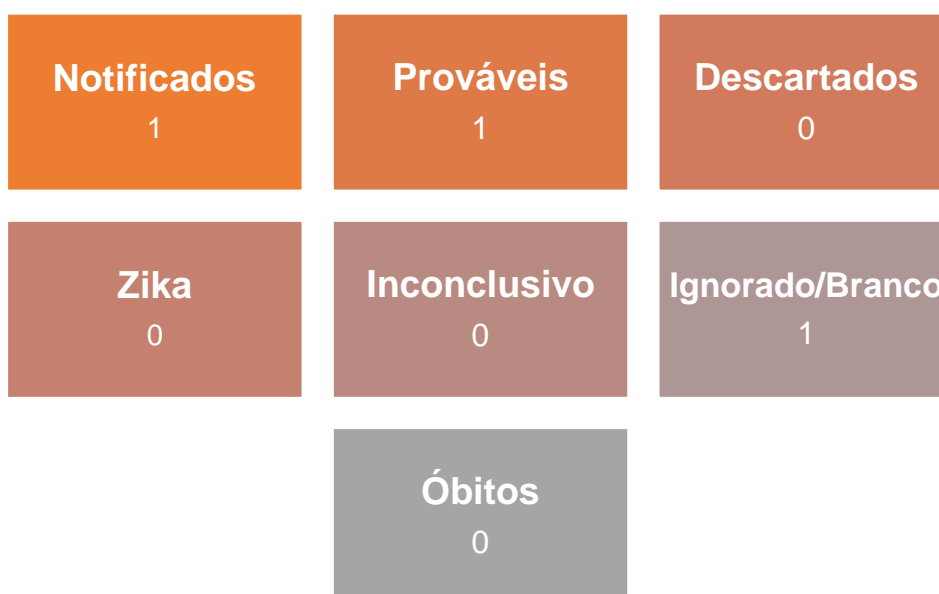 Notificados
1
Prováveis
1
Descartados
0
Zika
0
Inconclusivo
0
Ignorado/Branco
1
Óbitos
0